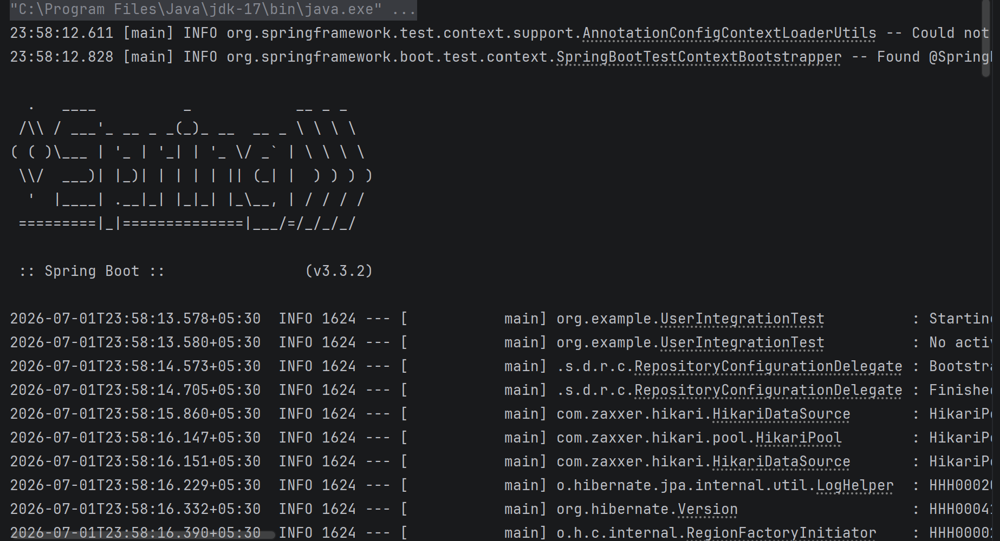 "C:\Program Files\Java\jdk-17\bin\java.exe" ...
23:58:12.611 [main] INFO org.springframework.test.context.support.AnnotationConfigContextLoaderUtils -- Could not
23:58:12.828 [main] INFO org.springframework.boot.test.context.SpringBootTestContextBootstrapper -- Found @Spring
  .   ____          _            __ _ _
 /\\ / ___'_ __ _ _(_)_ __  __ _ \ \ \ \
( ( )\___ | '_ | '_| | '_ \/ _` | \ \ \ \
 \\/  ___)| |_)| | | | | || (_| |  ) ) ) )
  '  |____| .__|_| |_|_| |_\__, | / / / /
 =========|_|==============|___/=/_/_/_/
 :: Spring Boot ::                (v3.3.2)
2026-07-01T23:58:13.578+05:30  INFO 1624 --- [           main] org.example.UserIntegrationTest          : Starting
2026-07-01T23:58:13.580+05:30  INFO 1624 --- [           main] org.example.UserIntegrationTest          : No activ
2026-07-01T23:58:14.573+05:30  INFO 1624 --- [           main] .s.d.r.c.RepositoryConfigurationDelegate : Bootstra
2026-07-01T23:58:14.705+05:30  INFO 1624 --- [           main] .s.d.r.c.RepositoryConfigurationDelegate : Finished
2026-07-01T23:58:15.860+05:30  INFO 1624 --- [           main] com.zaxxer.hikari.HikariDataSource       : HikariPo
2026-07-01T23:58:16.147+05:30  INFO 1624 --- [           main] com.zaxxer.hikari.pool.HikariPool        : HikariPo
2026-07-01T23:58:16.151+05:30  INFO 1624 --- [           main] com.zaxxer.hikari.HikariDataSource       : HikariPo
2026-07-01T23:58:16.229+05:30  INFO 1624 --- [           main] o.hibernate.jpa.internal.util.LogHelper  : HHH00020
2026-07-01T23:58:16.332+05:30  INFO 1624 --- [           main] org.hibernate.Version                    : HHH00041
2026-07-01T23:58:16.390+05:30  INFO 1624 --- [           main] o.h.c.internal.RegionFactoryInitiator    : HHH00002